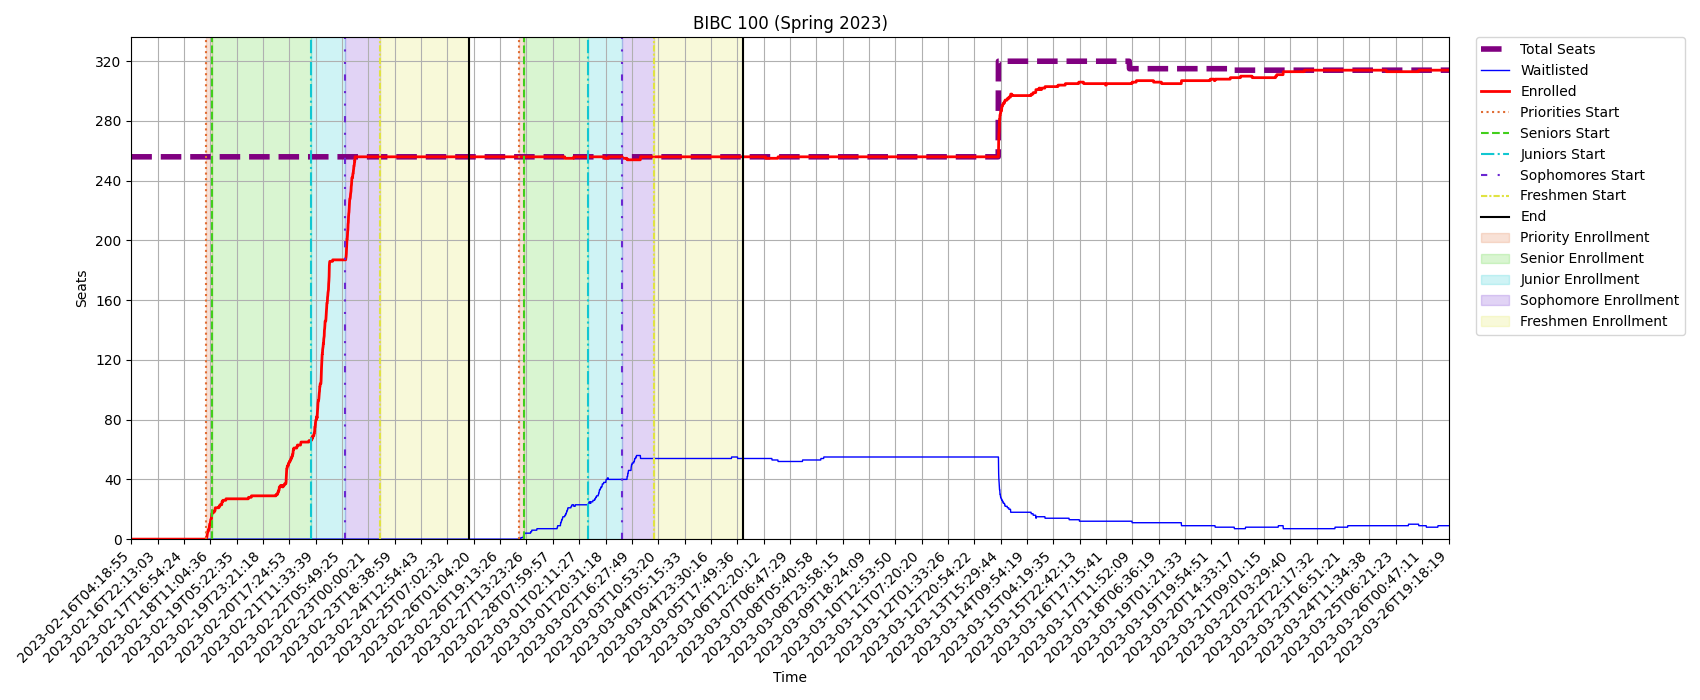 BIBC 100 (Spring 2023)
Seats
320
280
240
200
160
120
80
40
0
2023-02-16T04:18:55
2023-02-16T22:13:03
2023-02-17T16:54:24
2023-02-18T11:04:36
2023-02-19T05:22:35
2023-02-19T23:21:18
2023-02-20T17:24:53
2023-02-21T11:33:39
2023-02-22T05:49:25
2023-02-23T00:00:21
2023-02-23T18:38:59
2023-02-24T12:54:43
2023-02-25T07:02:32
2023-02-26T01:04:20
2023-02-26T19:13:26
2023-02-27T13:23:26
2023-02-28T07:59:57
2023-03-01T02:11:27
2023-03-01T20:31:18
2023-03-02T16:27:49
2023-03-03T10:53:20
2023-03-04T05:15:33
2023-03-04T23:30:16
2023-03-05T17:49:36
2023-03-06T12:20:12
2023-03-07T06:47:29
2023-03-08T05:40:58
2023-03-08T23:58:15
2023-03-09T18:24:09
2023-03-10T12:53:50
2023-03-11T07:20:20
2023-03-12T01:33:26
2023-03-12T20:54:22
2023-03-13T15:29:44
2023-03-14T09:54:19
2023-03-15T04:19:35
2023-03-15T22:42:13
2023-03-16T17:15:41
2023-03-17T11:52:09
2023-03-18T06:36:19
2023-03-19T01:21:33
2023-03-19T19:54:51
2023-03-20T14:33:17
2023-03-21T09:01:15
2023-03-22T03:29:40
2023-03-22T22:17:32
2023-03-23T16:51:21
2023-03-24T11:34:38
2023-03-25T06:21:23
2023-03-26T00:47:11
2023-03-26T19:18:19
Time
Total Seats
Waitlisted
Enrolled
Priorities Start
Seniors Start
Juniors Start
Sophomores Start
Freshmen Start
End
Priority Enrollment
Senior Enrollment
Junior Enrollment
Sophomore Enrollment
Freshmen Enrollment